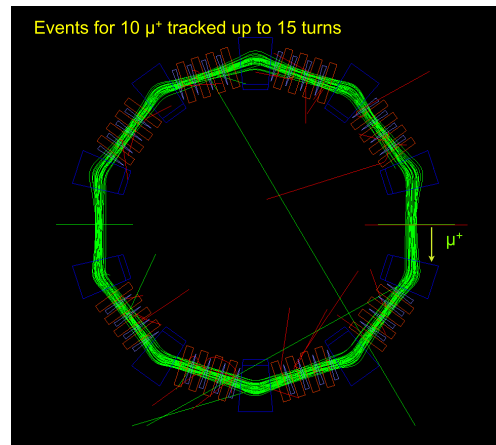 Events for 10 μ⁺ tracked up to 15 turns
μ⁺